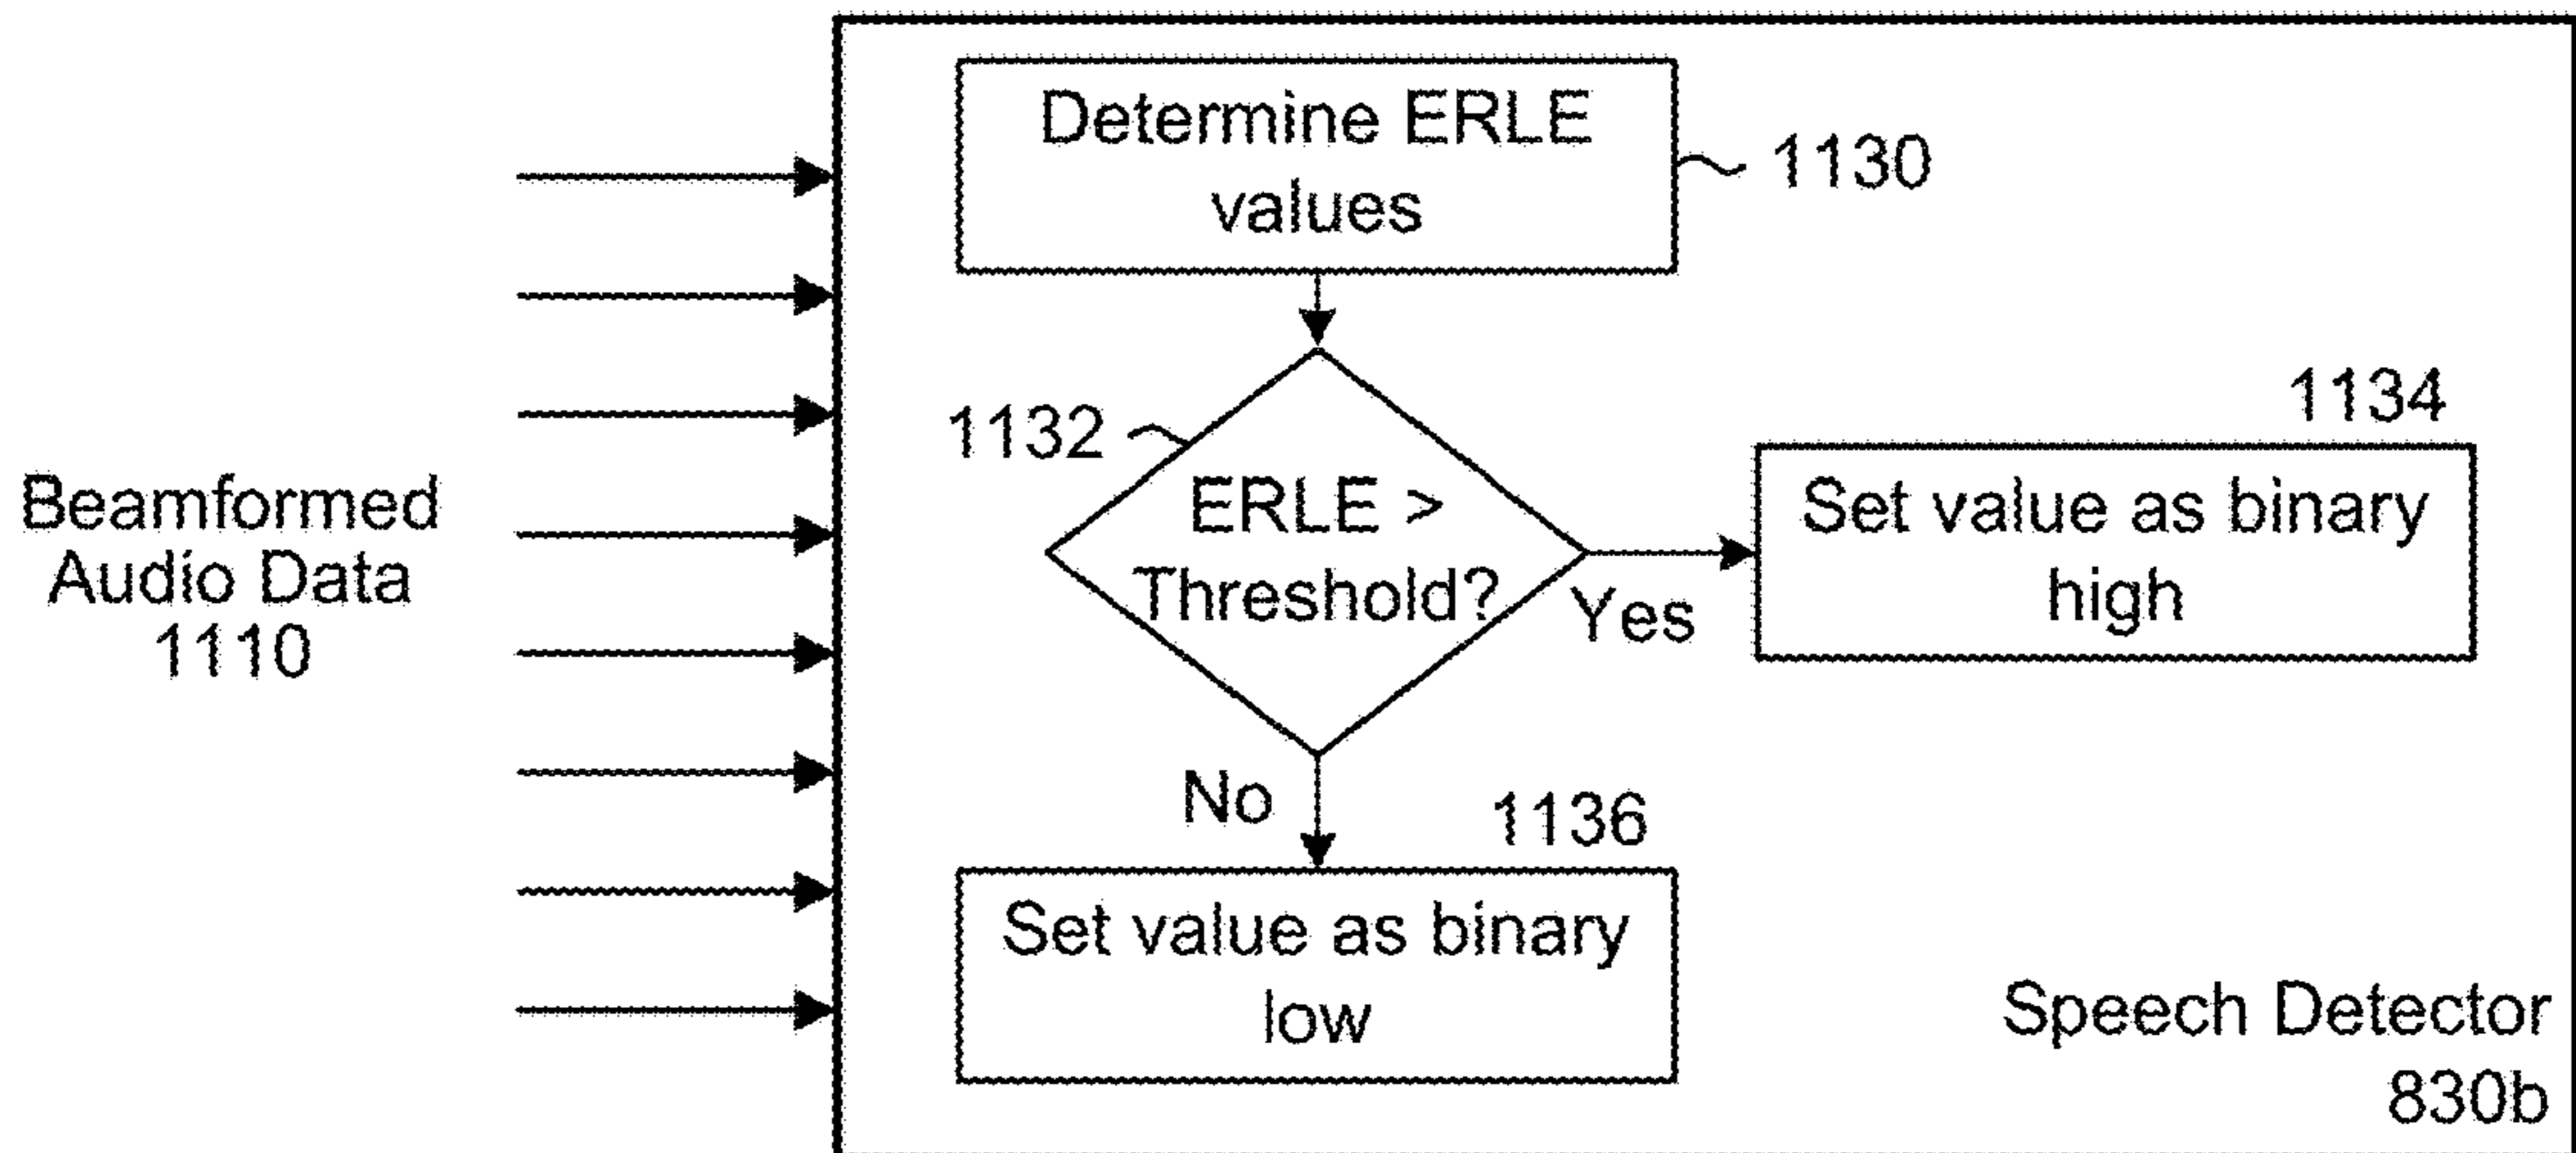 Beamformed
Audio Data
1110
Determine ERLE
values
1130
1132
ERLE >
Threshold?
Yes
1134
Set value as binary
high
No
1136
Set value as binary
low
Speech Detector
830b